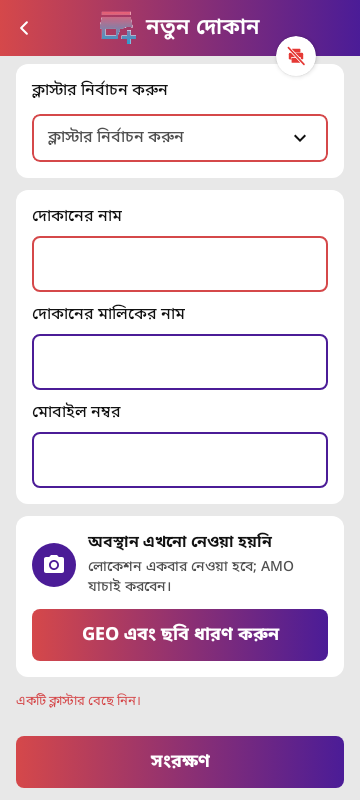 নতুন দোকান
ক্লাস্টার নির্বাচন করুন
ক্লাস্টার নির্বাচন করুন
দোকানের নাম
দোকানের মালিকের নাম
মোবাইল নম্বর
অবস্থান এখনো নেওয়া হয়নি
লোকেশন একবার নেওয়া হবে; AMO
যাচাই করবেন।
GEO এবং ছবি ধারণ করুন
একটি ক্লাস্টার বেছে নিন।
সংরক্ষণ